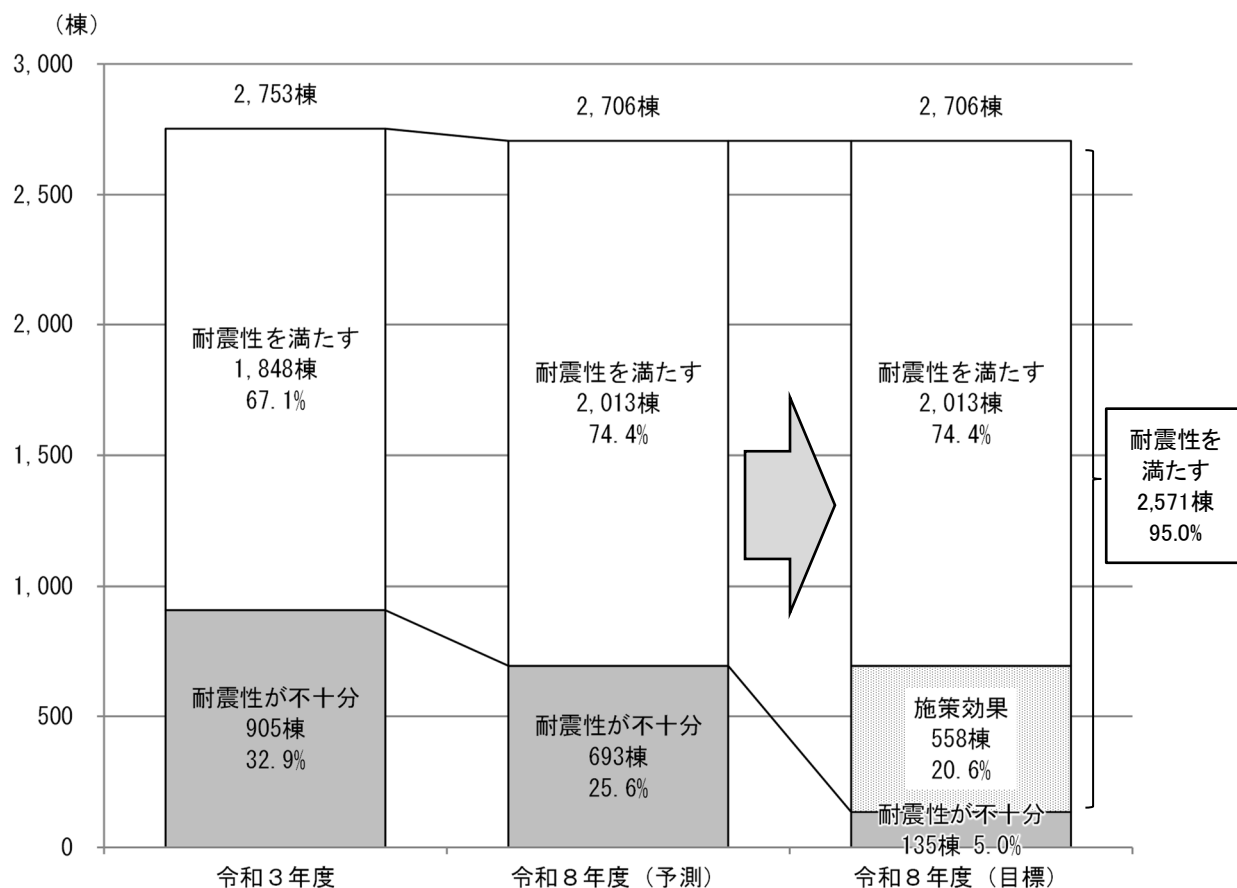 （棟）
3,000
2,500
2,000
1,500
1,000
500
0
2,753棟
耐震性を満たす
1,848棟
67.1%
耐震性が不十分
905棟
32.9%
令和３年度
2,706棟
耐震性を満たす
2,013棟
74.4%
耐震性が不十分
693棟
25.6%
令和８年度（予測）
2,706棟
耐震性を満たす
2,013棟
74.4%
施策効果
558棟
20.6%
耐震性が不十分
135棟 5.0%
令和８年度（目標）
耐震性を
満たす
2,571棟
95.0%